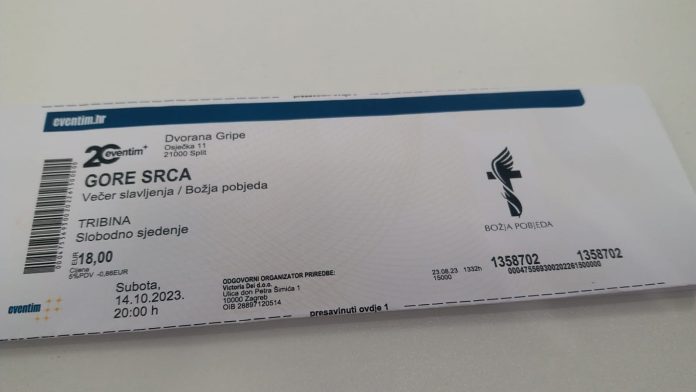 eventim.hr
20 eventim+
Dvorana Gripe
Osječka 11
21000 Split
GORE SRCA
Večer slavljenja / Božja pobjeda
TRIBINA
Slobodno sjedenje
EUR 18,00
Cijena
5%PDV -0,86EUR
Subota,
14.10.2023.
20:00 h
eventim
ODGOVORNI ORGANIZATOR PRIREDBE:
Victoria Dei d.o.o.
Ulica don Petra Šimića 1
10000 Zagreb
OIB 28897120514
BOŽJA POBJEDA
23.08.23 1332h
15000
1358702
1358702
0000475569300202261500000
presavinuti ovdje 1